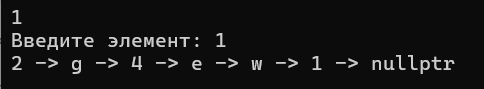 1
Введите элемент: 1
2 -> g -> 4 -> e -> w -> 1 -> nullptr